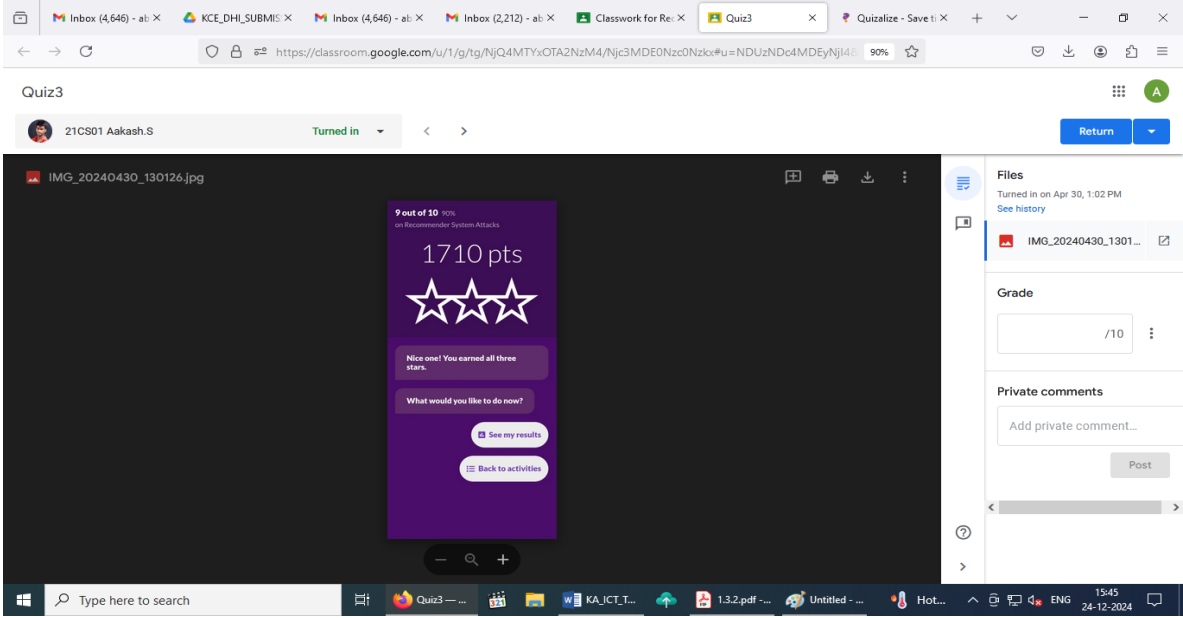 Inbox (4,646) - ab
KCE_DHI_SUBMIS
Inbox (4,646) - ab
Inbox (2,212) - ab
Classwork for Rec
Quiz3
Quizalize - Save ti
https://classroom.google.com/u/1/g/tg/NjQ4MTYxOTA2NzM4/Njc3MDE0Nzc0Nzkx#u=NDUzNDc4MDEyNjI4&
90%
Quiz3
A
21CS01 Aakash.S
Turned in
Return
IMG_20240430_130126.jpg
9 out of 10 90%
on Recommender System Attacks
1710 pts
Nice one! You earned all three
stars.
What would you like to do now?
See my results
Back to activities
Files
Turned in on Apr 30, 1:02 PM
See history
IMG_20240430_1301...
Grade
/10
Private comments
Add private comment...
Post
Type here to search
Quiz3 — ...
321
KA_ICT_T...
1.3.2.pdf -...
Untitled - ...
Hot...
ENG
15:45
24-12-2024